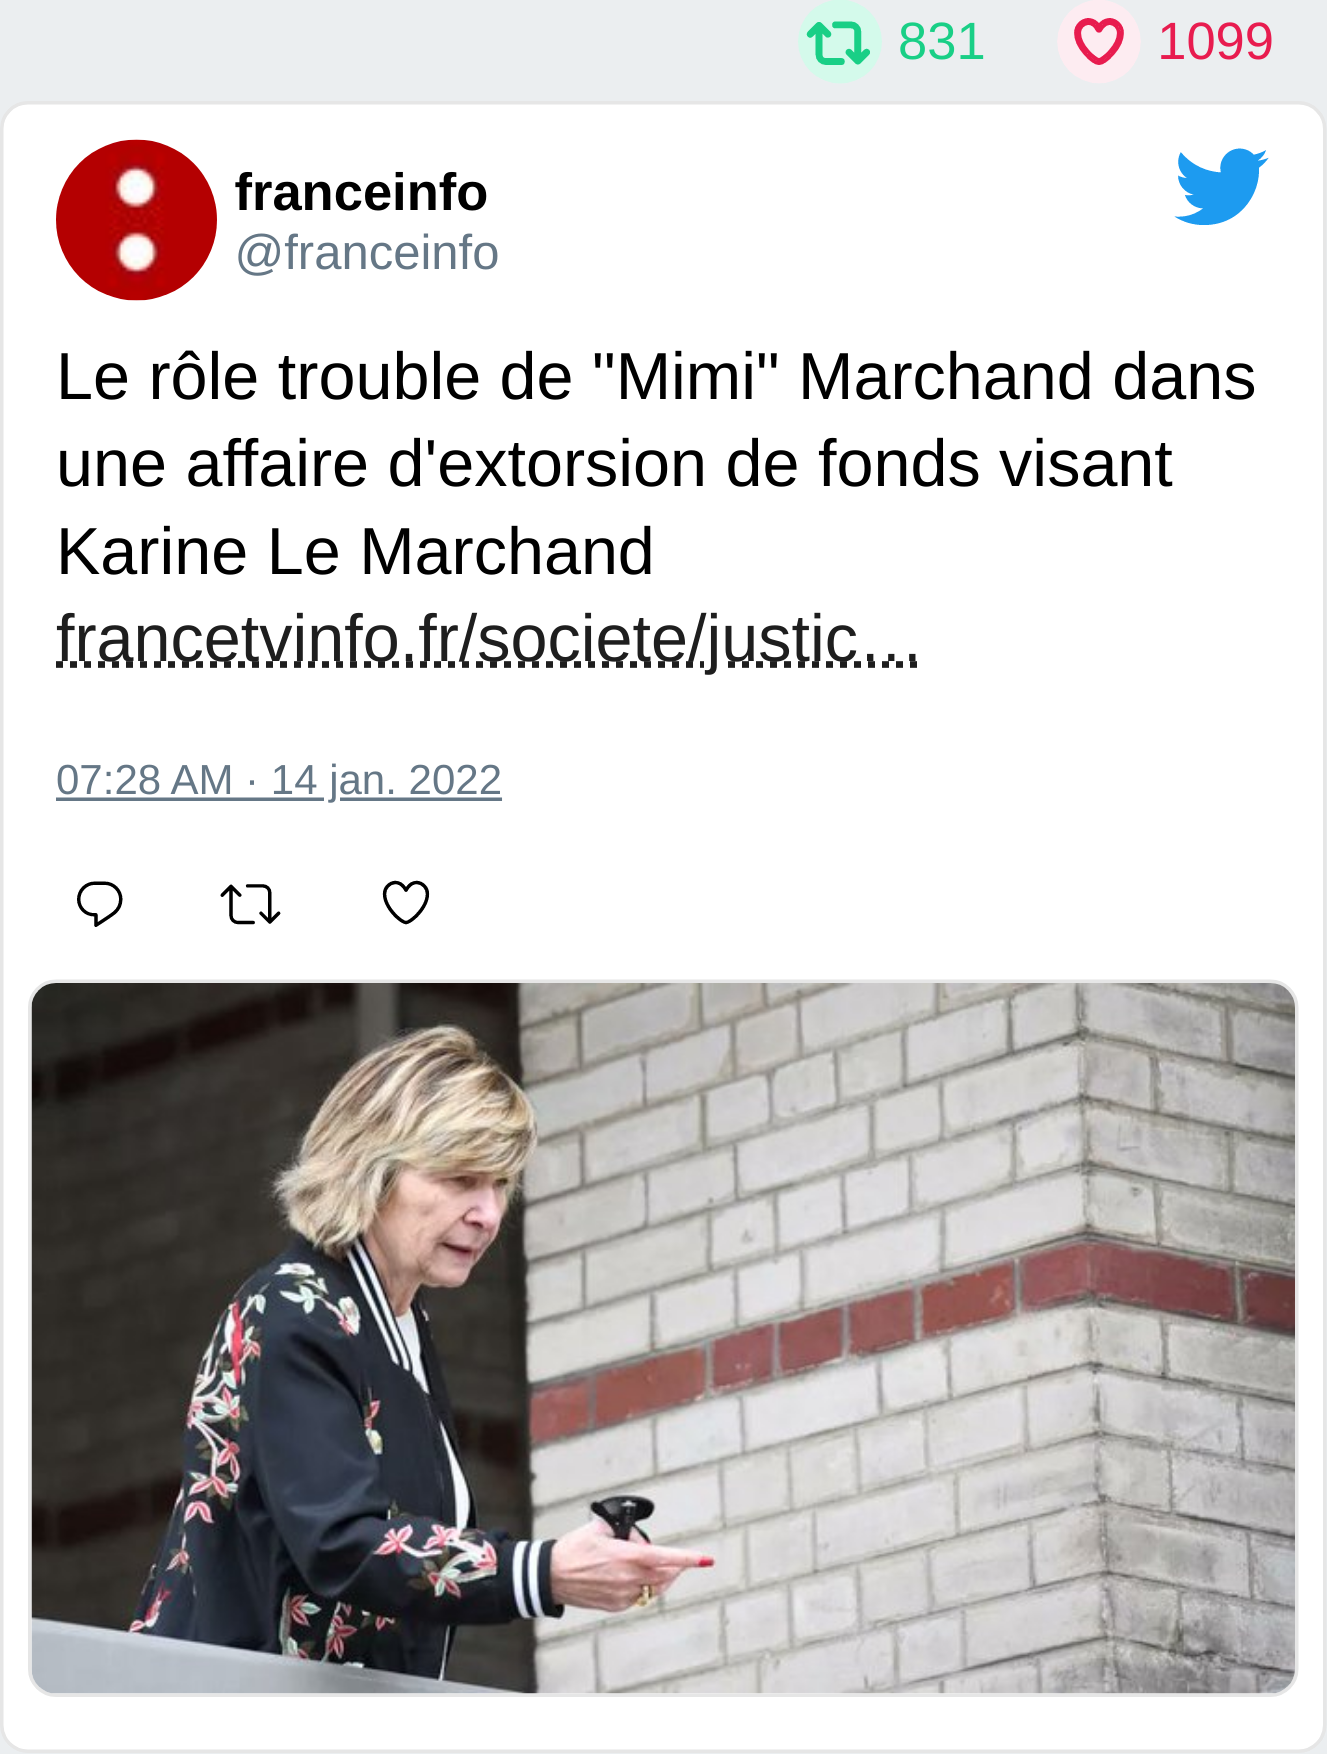 831 1099
franceinfo
@franceinfo
Le rôle trouble de "Mimi" Marchand dans
une affaire d'extorsion de fonds visant
Karine Le Marchand
francetvinfo.fr/societe/justic…
07:28 AM · 14 jan. 2022